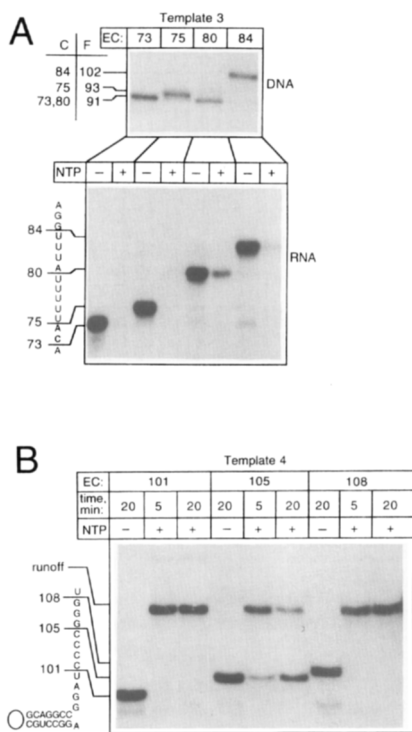 A
Template 3
C F EC: 73 75 80 84
84 102
75 93
73,80 91
DNA
NTP − + − + − + − +
A
G
G
84 U
U
U
80 A
U
U
U
U
75 U
A
C
73 A
RNA
B
Template 4
EC: 101 105 108
time, min: 20 5 20 20 5 20 20 5 20
NTP − + + − + + − + +
runoff
108 U
G
G
G
105 C
C
C
C
101 U
A
G
G
GCAGGCC
CGUCCGGA